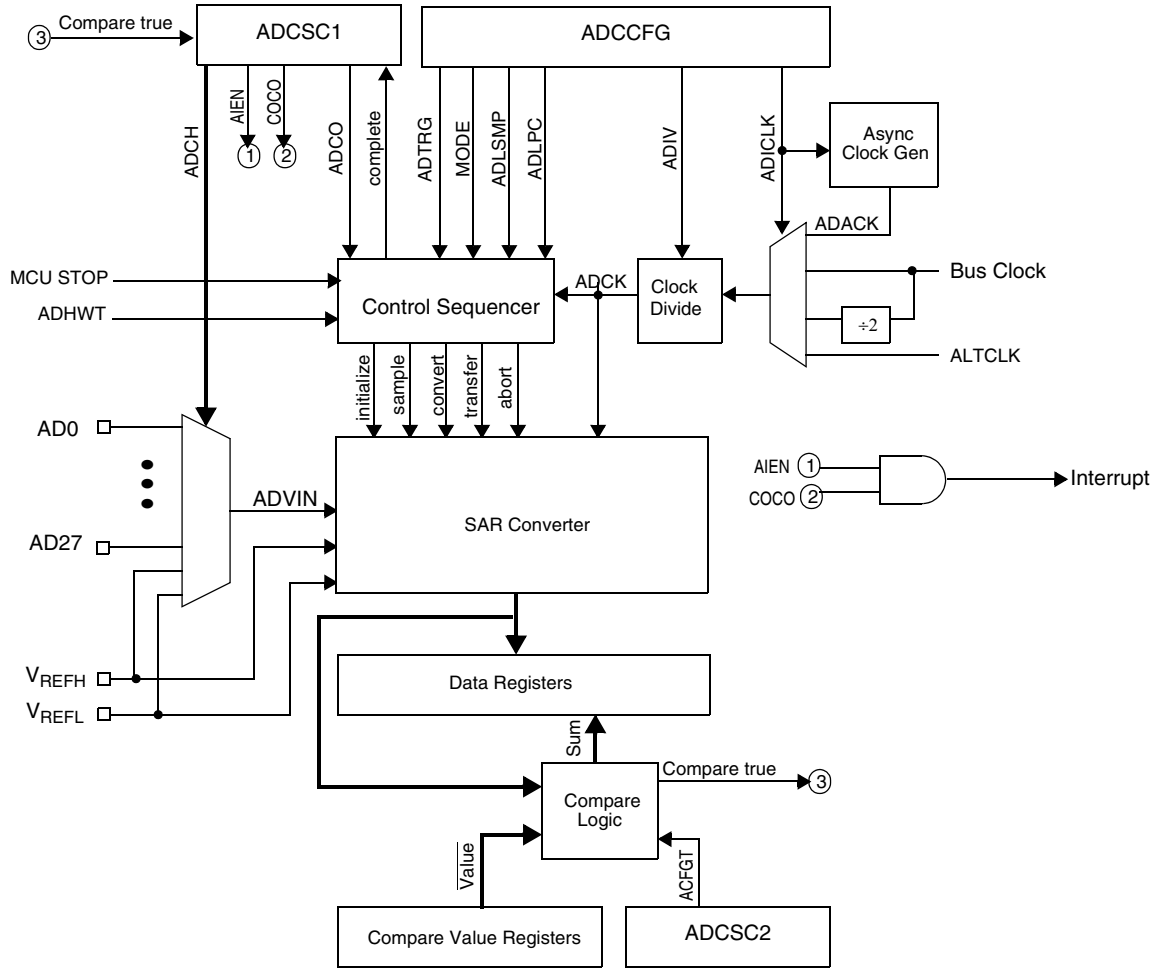 3 Compare true
ADCSC1
ADCCFG
ADCH
AIEN
COCO
1
2
ADCO
complete
ADTRG
MODE
ADLSMP
ADLPC
ADIV
ADICLK
Async
Clock Gen
ADACK
MCU STOP
ADHWT
Control Sequencer
ADCK
Clock
Divide
Bus Clock
÷2
ALTCLK
initialize
sample
convert
transfer
abort
AD0
AD27
ADVIN
SAR Converter
AIEN 1
COCO 2
Interrupt
VREFH
VREFL
Data Registers
Sum
Compare
Logic
Compare true 3
Value
ACFGT
Compare Value Registers
ADCSC2